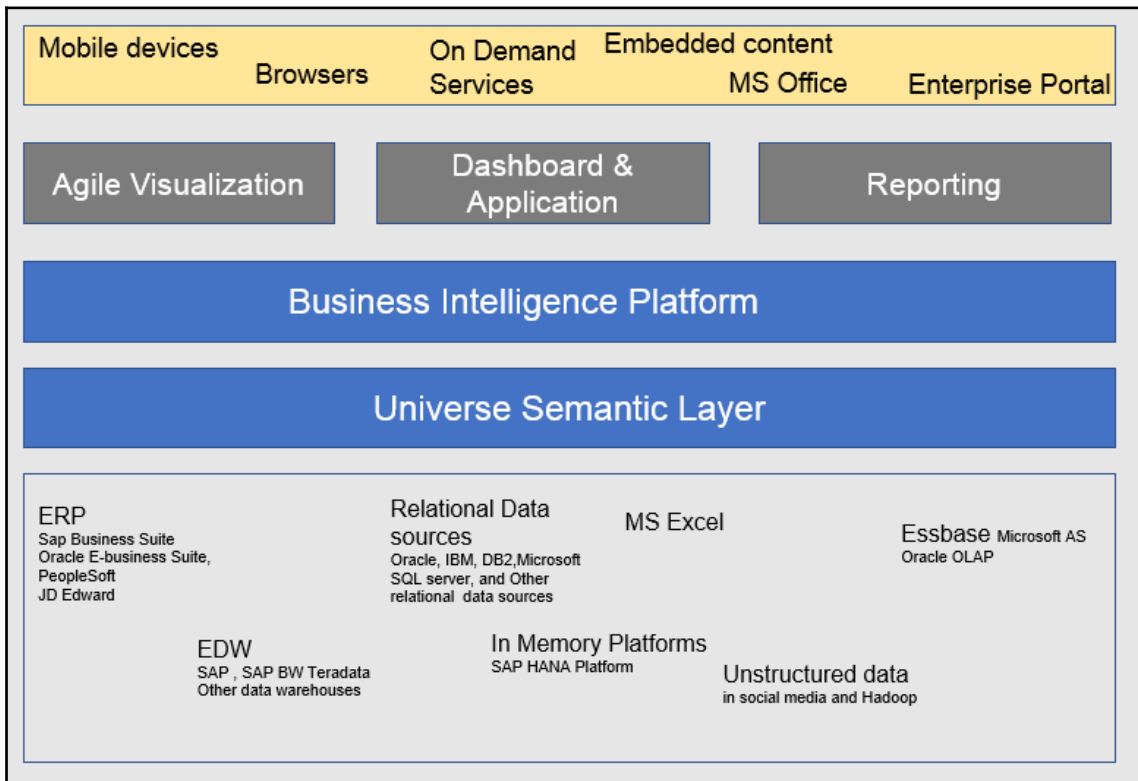 Mobile devices
Browsers
On Demand
Services
Embedded content
MS Office
Enterprise Portal
Agile Visualization
Dashboard &
Application
Reporting
Business Intelligence Platform
Universe Semantic Layer
ERP
Sap Business Suite
Oracle E-business Suite,
PeopleSoft
JD Edward
Relational Data
sources
Oracle, IBM, DB2,Microsoft
SQL server, and Other
relational data sources
MS Excel
Essbase Microsoft AS
Oracle OLAP
EDW
SAP , SAP BW Teradata
Other data warehouses
In Memory Platforms
SAP HANA Platform
Unstructured data
in social media and Hadoop